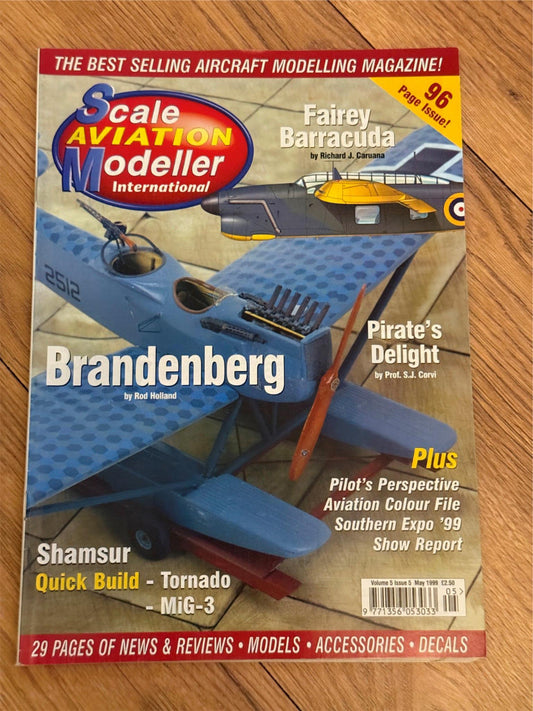 THE BEST SELLING AIRCRAFT MODELLING MAGAZINE!
96
Page Issue!
Scale
AVIATION
Modeller
International
Fairey
Barracuda
by Richard J. Caruana
2512
Brandenberg
by Rod Holland
Pirate's
Delight
by Prof. S.J. Corvi
Plus
Pilot's Perspective
Aviation Colour File
Southern Expo '99
Show Report
Shamsur
Quick Build - Tornado
- MiG-3
Volume 5 Issue 5 May 1999 £2.50
05>
9 771356 053033
29 PAGES OF NEWS & REVIEWS • MODELS • ACCESSORIES • DECALS